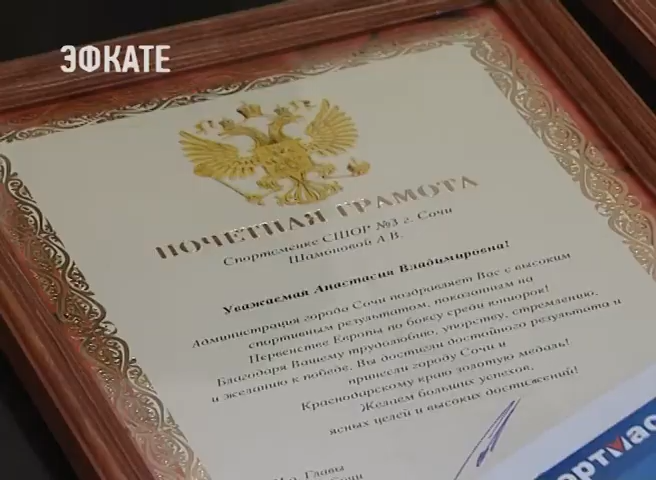 ЭФКАТЕ
ПОЧЕТНАЯ ГРАМОТА
Спортсменке СШОР №3 г. Сочи
Шамоновой А.В.
Уважаемая Анастасия Владимировна!
Администрация города Сочи поздравляет Вас с высоким
спортивным результатом, показанным на
Первенстве Европы по боксу среди юниоров!
Благодаря Вашему трудолюбию, упорству, стремлению
и желанию к победе, Вы достигли достойного результата и
принесли городу Сочи и
Краснодарскому краю золотую медаль!
Желаем больших успехов,
ясных целей и высоких достижений!
Главы
Сочи